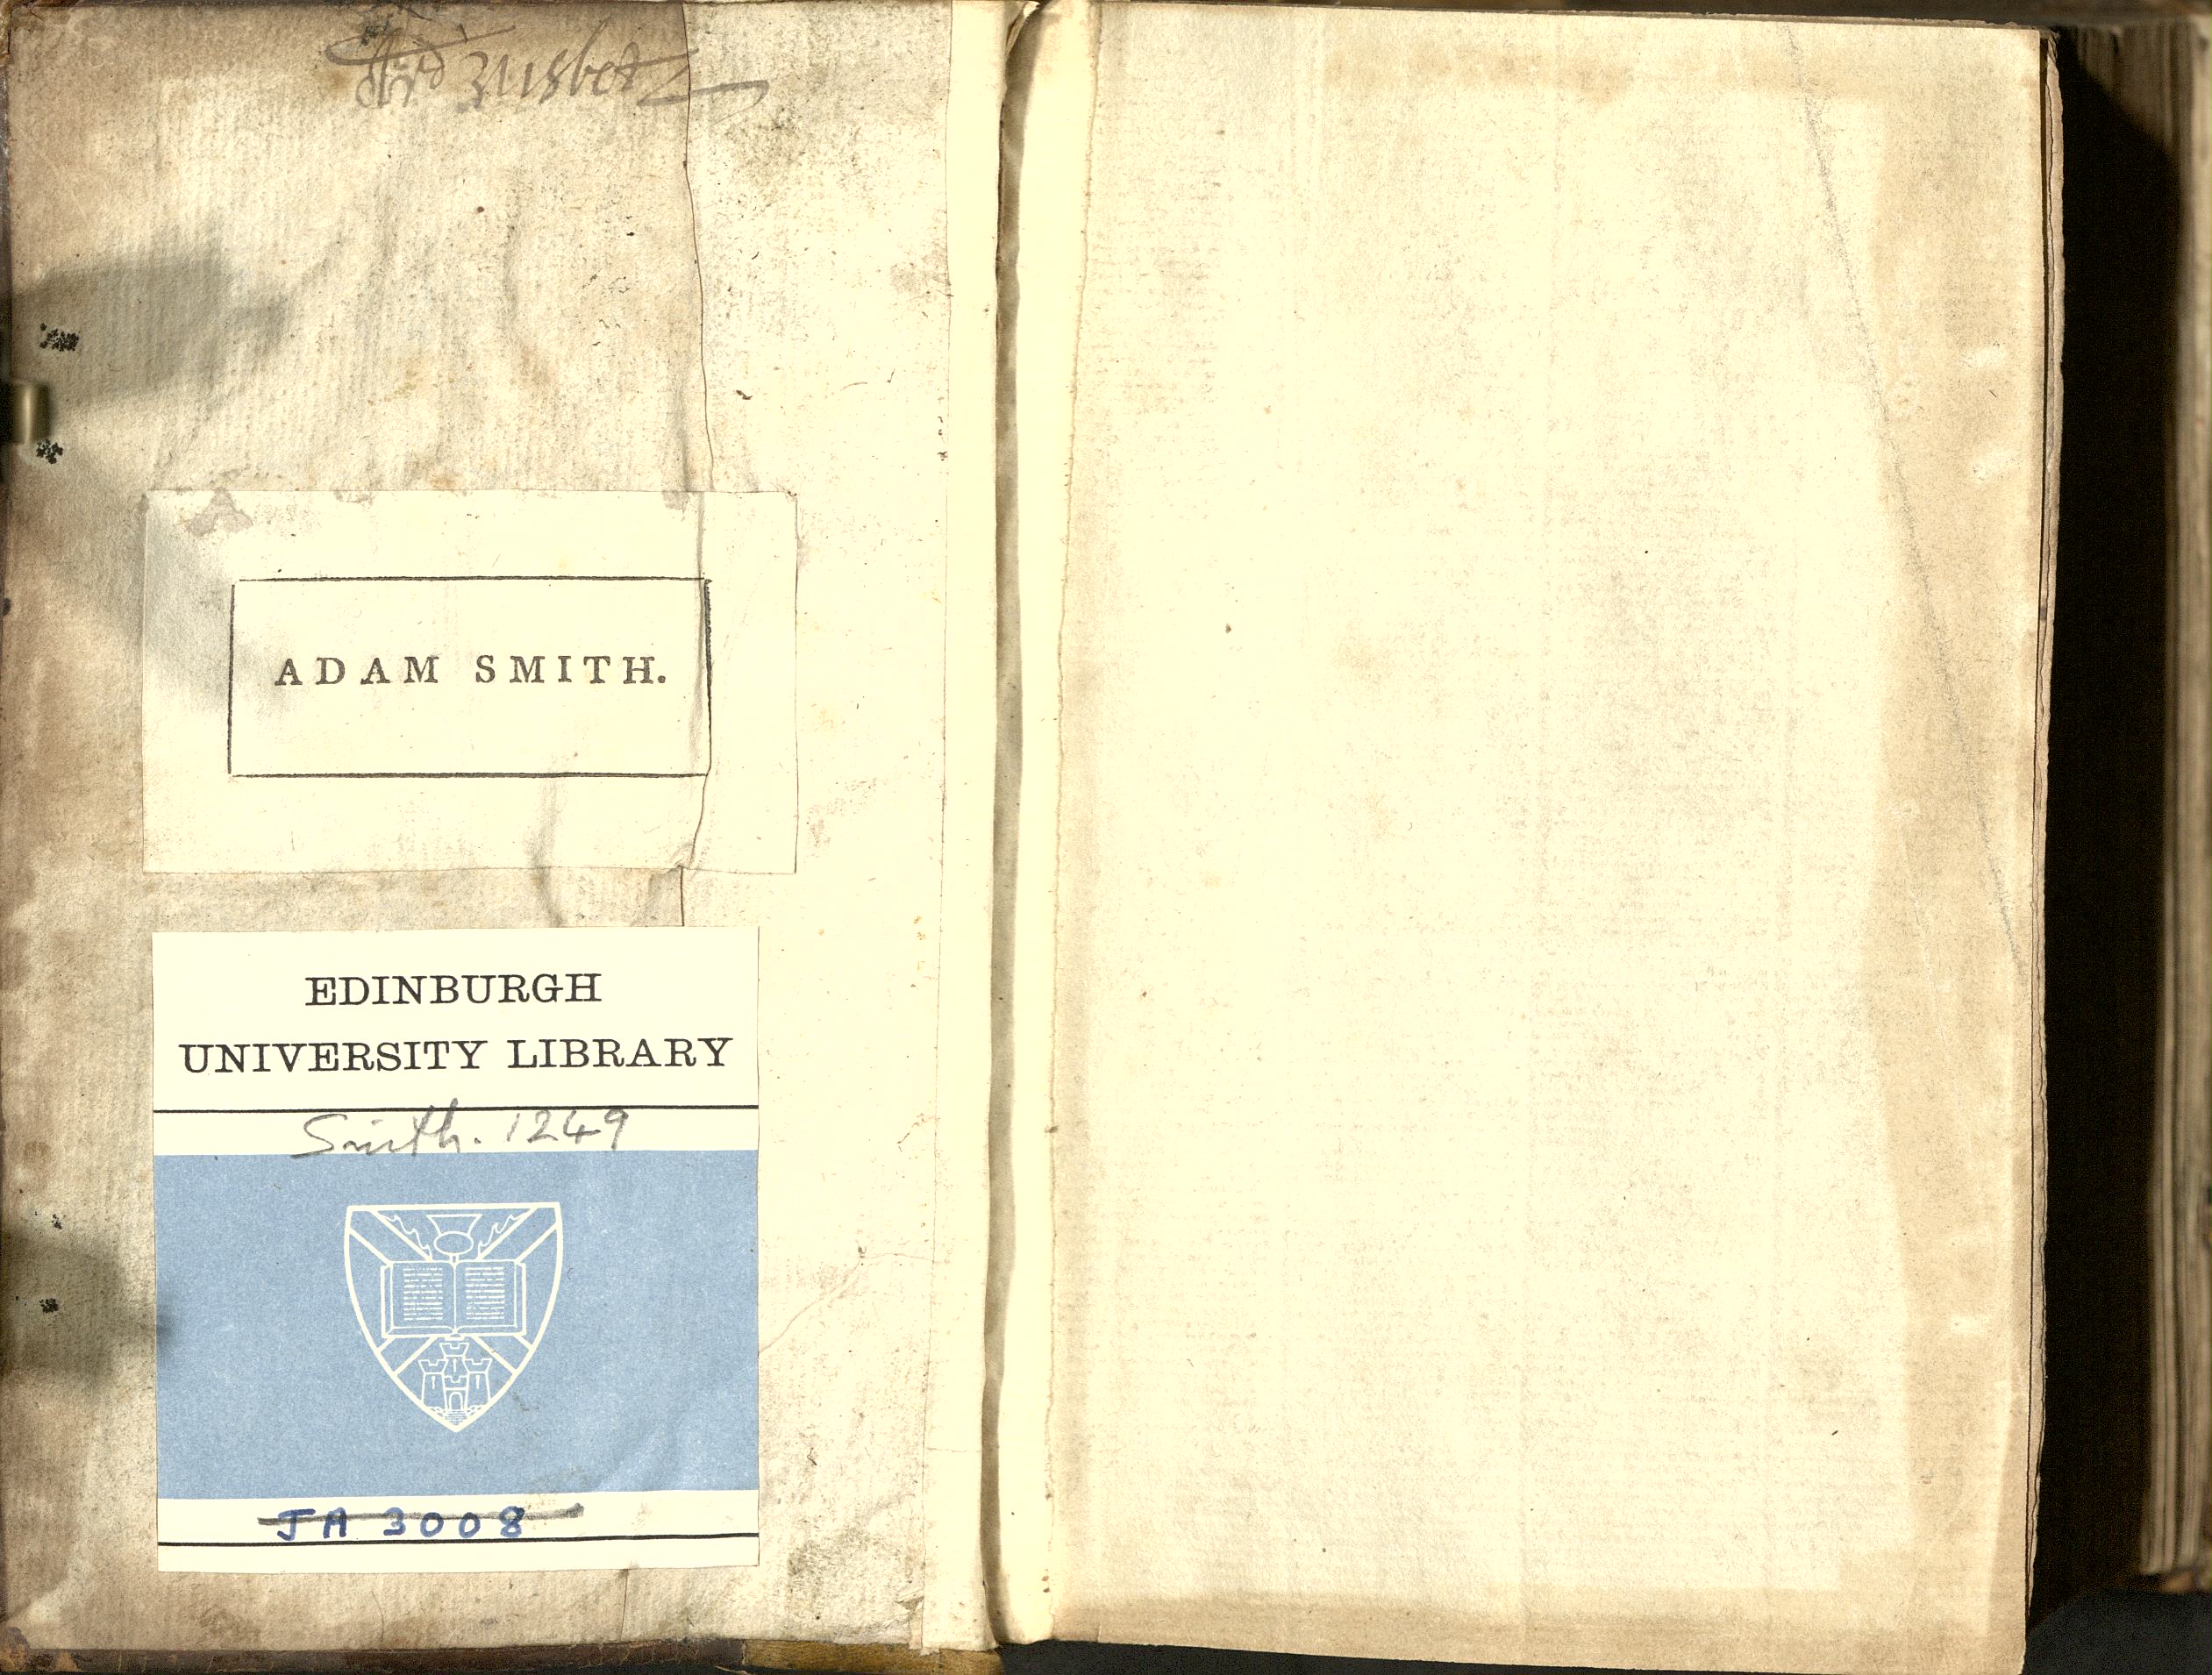 ADAM SMITH.
EDINBURGH
UNIVERSITY LIBRARY
Smith. 1249
JA 3008